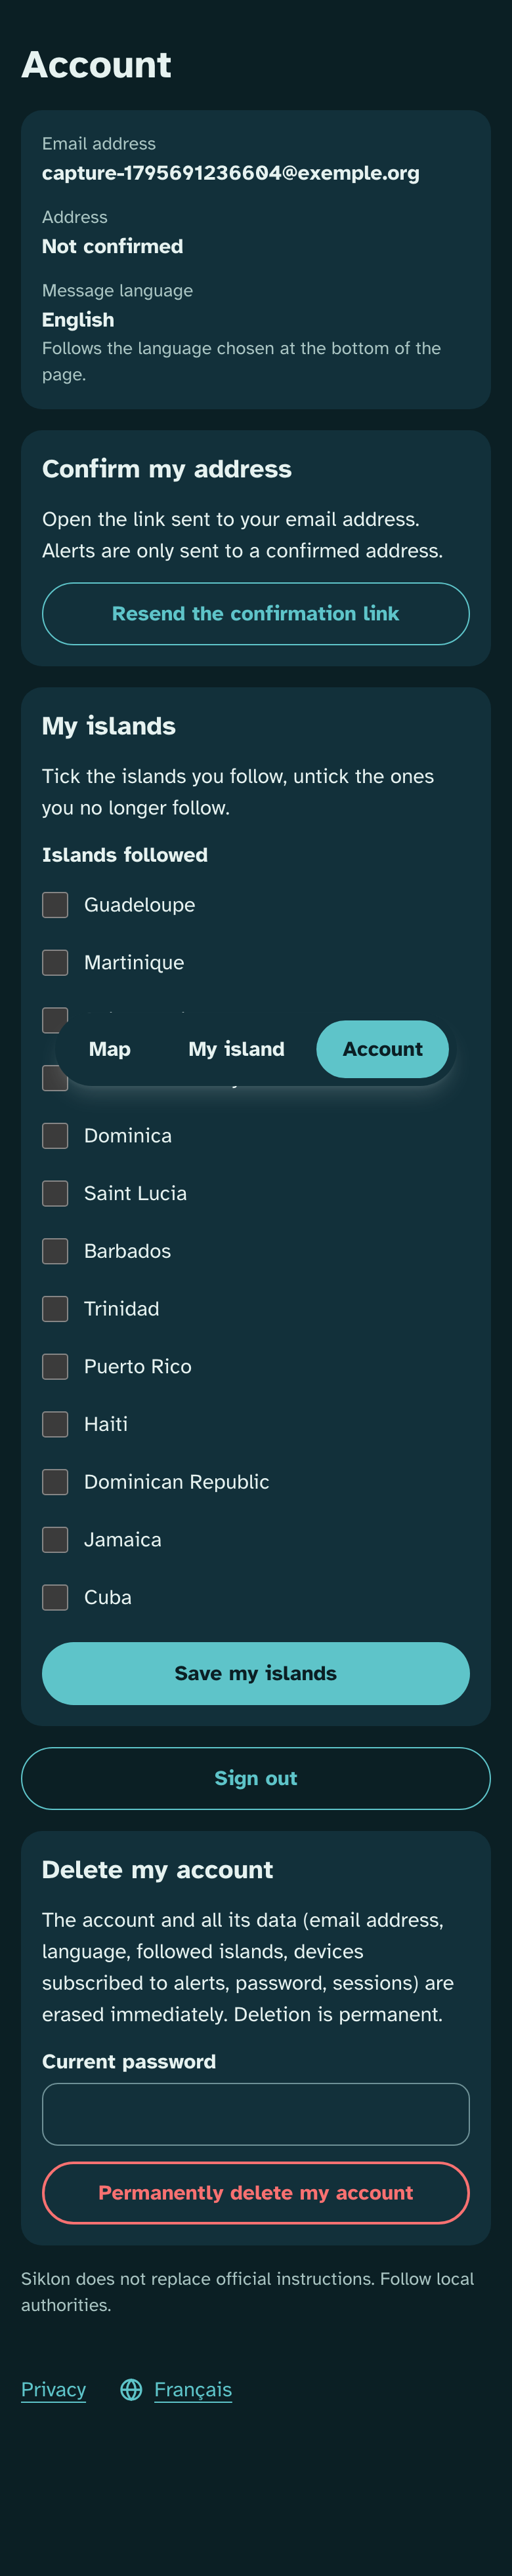 Account
Email address
capture-1795691236604@exemple.org
Address
Not confirmed
Message language
English
Follows the language chosen at the bottom of the
page.
Confirm my address
Open the link sent to your email address.
Alerts are only sent to a confirmed address.
Resend the confirmation link
My islands
Tick the islands you follow, untick the ones
you no longer follow.
Islands followed
Guadeloupe
Martinique
Map My island Account
Dominica
Saint Lucia
Barbados
Trinidad
Puerto Rico
Haiti
Dominican Republic
Jamaica
Cuba
Save my islands
Sign out
Delete my account
The account and all its data (email address,
language, followed islands, devices
subscribed to alerts, password, sessions) are
erased immediately. Deletion is permanent.
Current password
Permanently delete my account
Siklon does not replace official instructions. Follow local
authorities.
Privacy Français